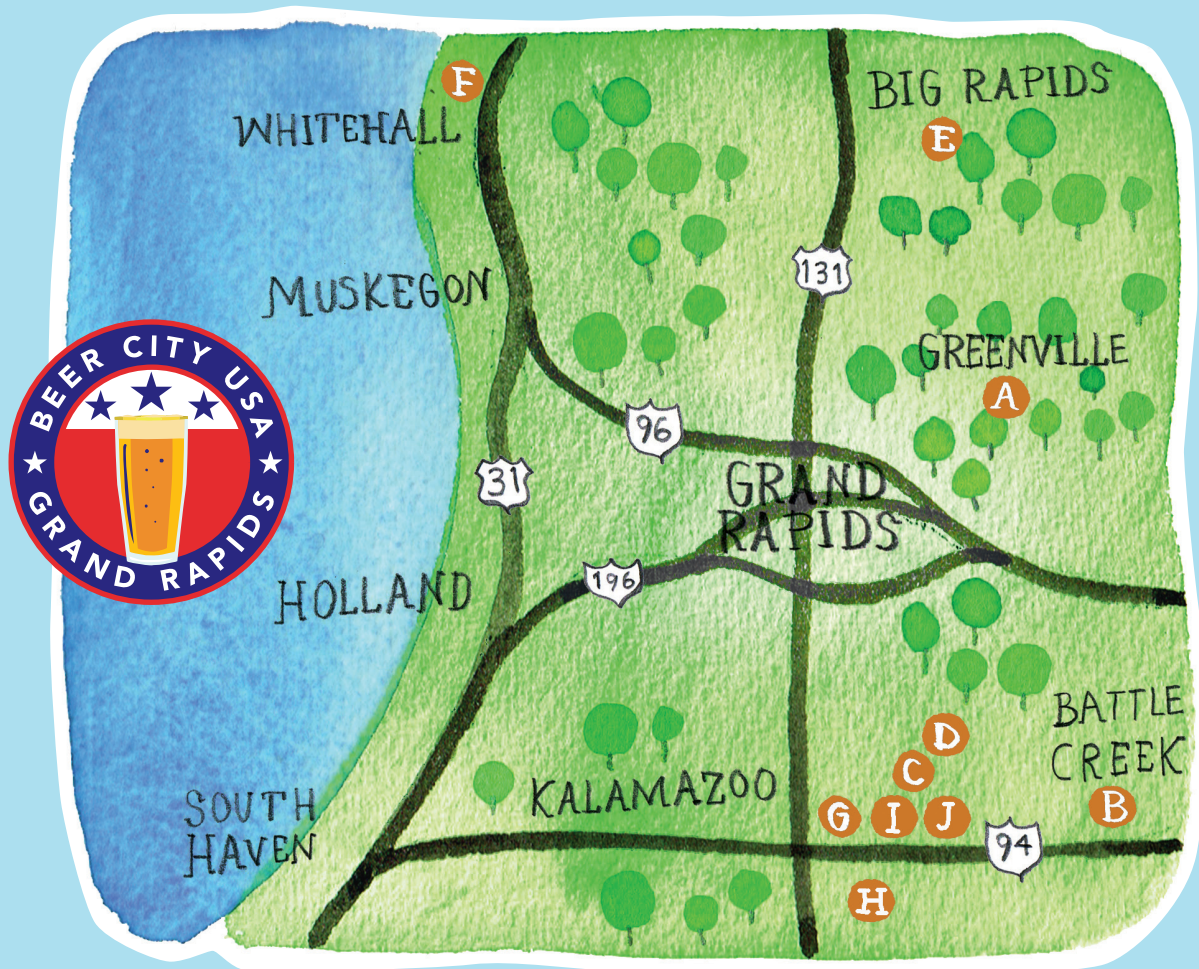 F
WHITEHALL
BIG RAPIDS
E
131
MUSKEGON
GREENVILLE
A
BEER CITY USA
GRAND RAPIDS
96
31
GRAND
RAPIDS
196
HOLLAND
BATTLE
CREEK
D
C
KALAMAZOO
G
I
J
B
SOUTH
HAVEN
94
H